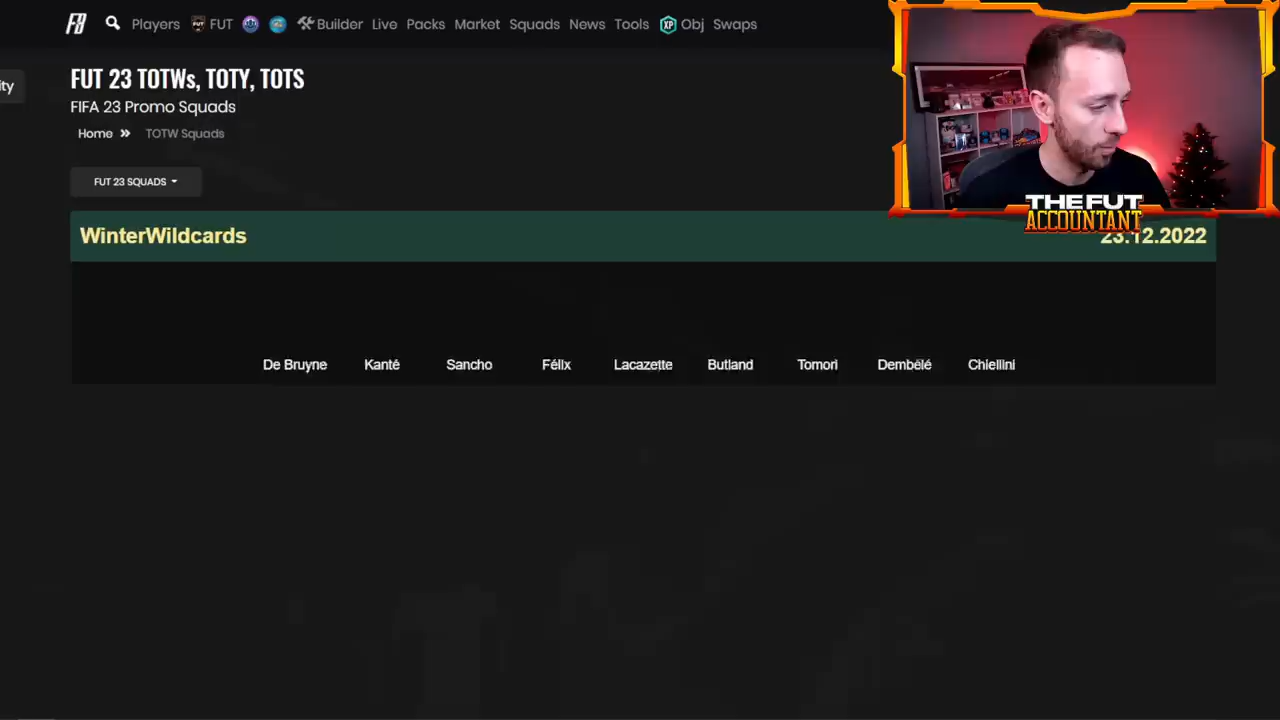 Players FUT Builder Live Packs Market Squads News Tools XP Obj Swaps
ity
FUT 23 TOTWs, TOTY, TOTS
FIFA 23 Promo Squads
Home » TOTW Squads
FUT 23 SQUADS
THE FUT
ACCOUNTANT
WinterWildcards 23.12.2022
De Bruyne Kanté Sancho Félix Lacazette Butland Tomori Dembélé Chiellini